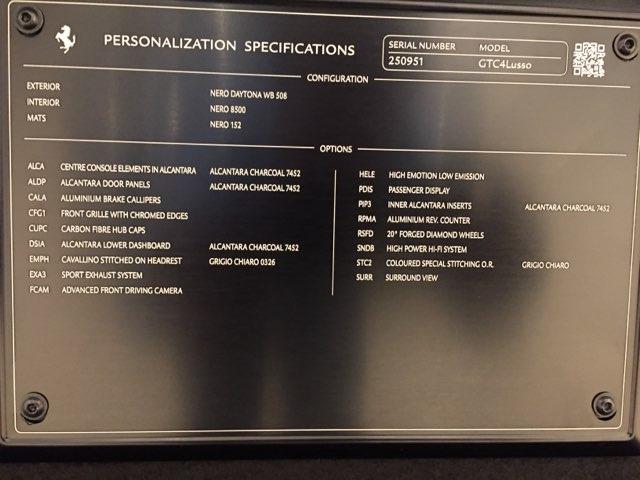 PERSONALIZATION SPECIFICATIONS
SERIAL NUMBER MODEL
250951 GTC4Lusso
CONFIGURATION
EXTERIOR NERO DAYTONA WB 508
INTERIOR NERO 8500
MATS NERO 152
OPTIONS
ALCA CENTRE CONSOLE ELEMENTS IN ALCANTARA ALCANTARA CHARCOAL 7452
ALDP ALCANTARA DOOR PANELS ALCANTARA CHARCOAL 7452
CALA ALUMINIUM BRAKE CALLIPERS
CFG1 FRONT GRILLE WITH CHROMED EDGES
CUPC CARBON FIBRE HUB CAPS
DSIA ALCANTARA LOWER DASHBOARD ALCANTARA CHARCOAL 7452
EMPH CAVALLINO STITCHED ON HEADREST GRIGIO CHIARO 0326
EXA3 SPORT EXHAUST SYSTEM
FCAM ADVANCED FRONT DRIVING CAMERA
HELE HIGH EMOTION LOW EMISSION
PDIS PASSENGER DISPLAY
PIP3 INNER ALCANTARA INSERTS ALCANTARA CHARCOAL 7452
RPMA ALUMINIUM REV. COUNTER
RSFD 20" FORGED DIAMOND WHEELS
SNDB HIGH POWER HI-FI SYSTEM
STC2 COLOURED SPECIAL STITCHING O.R. GRIGIO CHIARO
SURR SURROUND VIEW